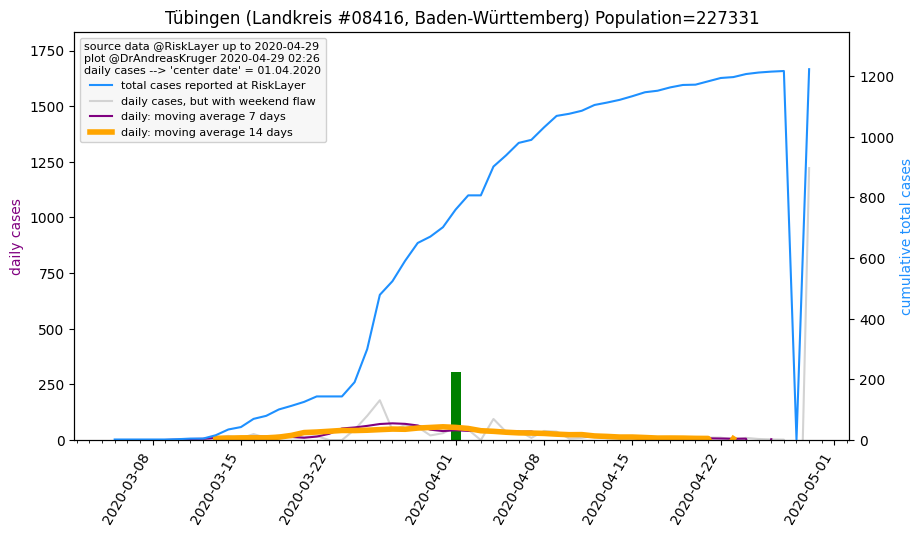 Tübingen (Landkreis #08416, Baden-Württemberg) Population=227331
source data @RiskLayer up to 2020-04-29
plot @DrAndreasKruger 2020-04-29 02:26
daily cases --> 'center date' = 01.04.2020
total cases reported at RiskLayer
daily cases, but with weekend flaw
daily: moving average 7 days
daily: moving average 14 days
daily cases
1750
1500
1250
1000
750
500
250
0
1200
1000
800
600
400
200
0
cumulative total cases
2020-03-08
2020-03-15
2020-03-22
2020-04-01
2020-04-08
2020-04-15
2020-04-22
2020-05-01